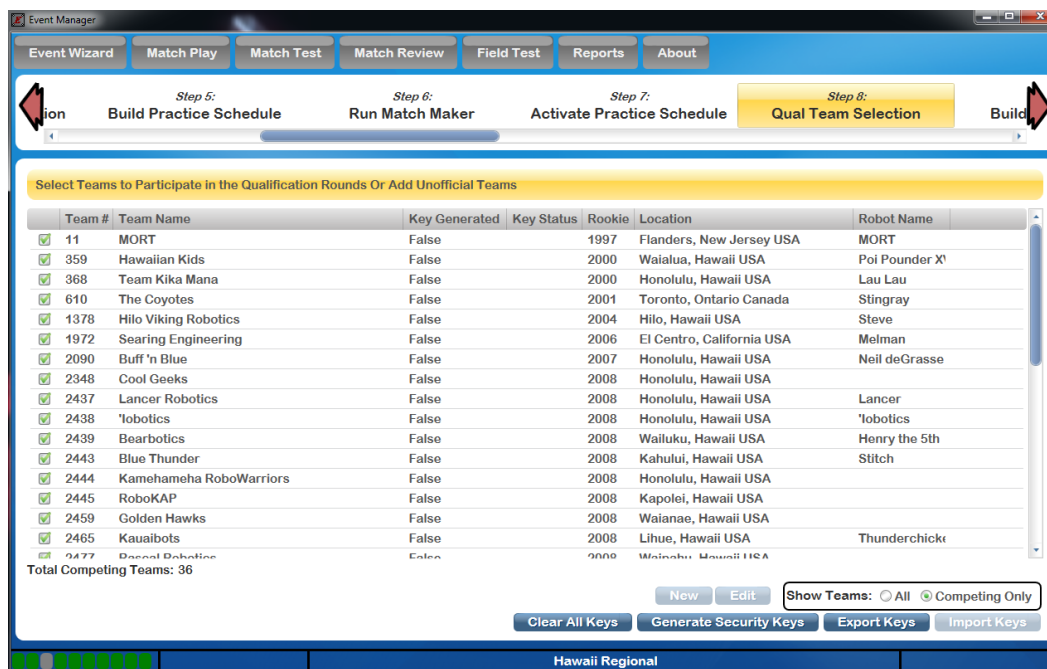 Event Manager
Event Wizard Match Play Match Test Match Review Field Test Reports About
Step 5: Step 6: Step 7: Step 8:
ion Build Practice Schedule Run Match Maker Activate Practice Schedule Qual Team Selection Build
Select Teams to Participate in the Qualification Rounds Or Add Unofficial Teams
Team # Team Name Key Generated Key Status Rookie Location Robot Name
11 MORT False 1997 Flanders, New Jersey USA MORT
359 Hawaiian Kids False 2000 Waialua, Hawaii USA Poi Pounder
368 Team Kika Mana False 2000 Honolulu, Hawaii USA Lau Lau
610 The Coyotes False 2001 Toronto, Ontario Canada Stingray
1378 Hilo Viking Robotics False 2004 Hilo, Hawaii USA Steve
1972 Searing Engineering False 2006 El Centro, California USA Melman
2090 Buff 'n Blue False 2007 Honolulu, Hawaii USA Neil deGrasse
2348 Cool Geeks False 2008 Honolulu, Hawaii USA
2437 Lancer Robotics False 2008 Honolulu, Hawaii USA Lancer
2438 'Iobotics False 2008 Honolulu, Hawaii USA 'Iobotics
2439 Bearbotics False 2008 Wailuku, Hawaii USA Henry the 5th
2443 Blue Thunder False 2008 Kahului, Hawaii USA Stitch
2444 Kamehameha RoboWarriors False 2008 Honolulu, Hawaii USA
2445 RoboKAP False 2008 Kapolei, Hawaii USA
2459 Golden Hawks False 2008 Waianae, Hawaii USA
2465 Kauaibots False 2008 Lihue, Hawaii USA Thunderchick
2477 Rascal Robotics False 2008 Waipahu, Hawaii USA
Total Competing Teams: 36
New Edit Show Teams: All Competing Only
Clear All Keys Generate Security Keys Export Keys Import Keys
Hawaii Regional